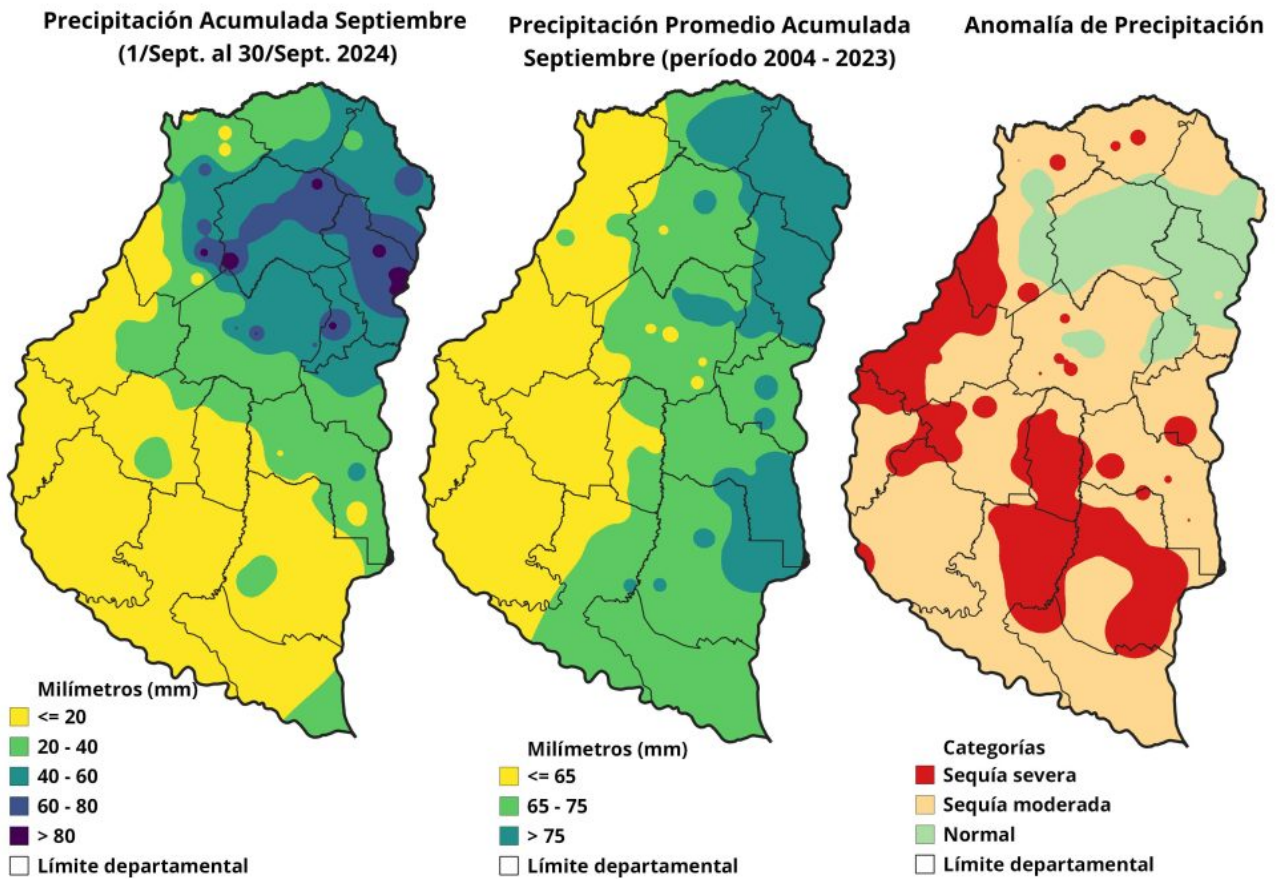 Precipitación Acumulada Septiembre
(1/Sept. al 30/Sept. 2024)
Precipitación Promedio Acumulada
Septiembre (período 2004 - 2023)
Anomalía de Precipitación
Milímetros (mm)
<= 20
20 - 40
40 - 60
60 - 80
> 80
Límite departamental
Milímetros (mm)
<= 65
65 - 75
> 75
Límite departamental
Categorías
Sequía severa
Sequía moderada
Normal
Límite departamental